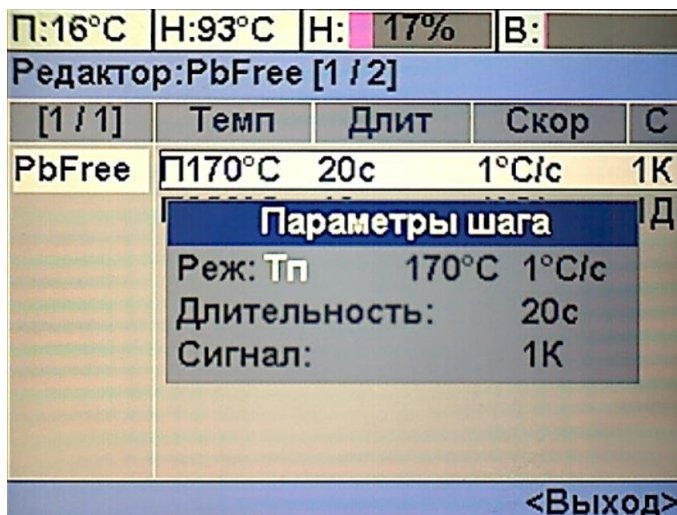 П:16°C Н:93°C Н: 17% В:
Редактор:PbFree [1 / 2]
[1 / 1] Темп Длит Скор С
PbFree П170°C 20с 1°C/с 1К
1Д
Параметры шага
Реж: Тп 170°C 1°C/с
Длительность: 20с
Сигнал: 1К
<Выход>